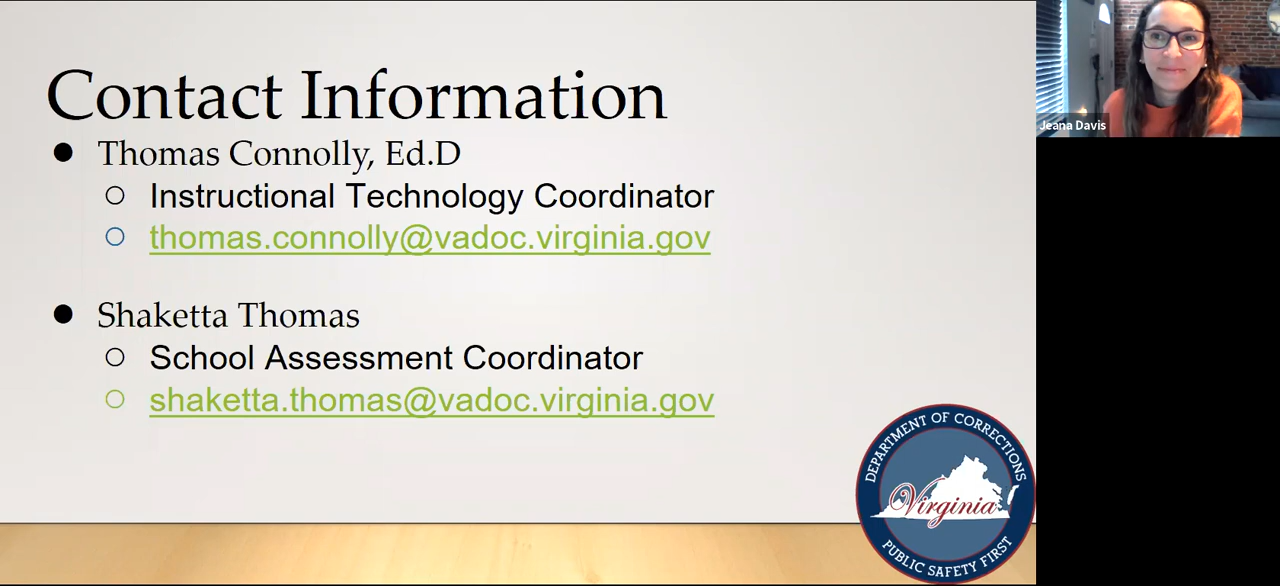 Contact Information
Thomas Connolly, Ed.D
Instructional Technology Coordinator
thomas.connolly@vadoc.virginia.gov
Shaketta Thomas
School Assessment Coordinator
shaketta.thomas@vadoc.virginia.gov
DEPARTMENT OF CORRECTIONS
Virginia
PUBLIC SAFETY FIRST
Jeana Davis